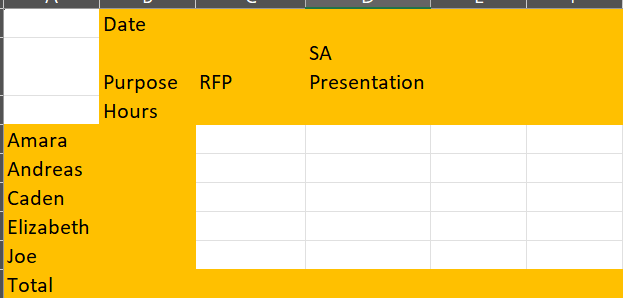 Date
SA
Purpose RFP Presentation
Hours
Amara
Andreas
Caden
Elizabeth
Joe
Total